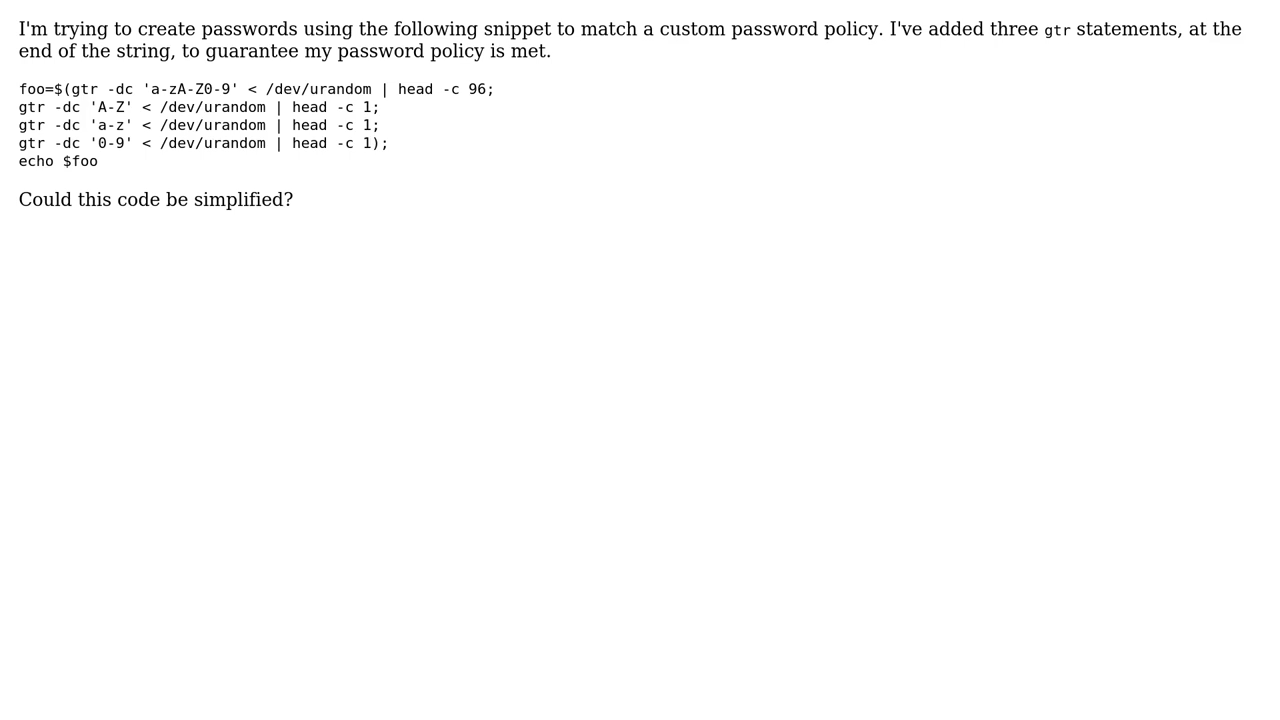 I'm trying to create passwords using the following snippet to match a custom password policy. I've added three gtr statements, at the
end of the string, to guarantee my password policy is met.
foo=$(gtr -dc 'a-zA-Z0-9' < /dev/urandom | head -c 96;
gtr -dc 'A-Z' < /dev/urandom | head -c 1;
gtr -dc 'a-z' < /dev/urandom | head -c 1;
gtr -dc '0-9' < /dev/urandom | head -c 1);
echo $foo
Could this code be simplified?